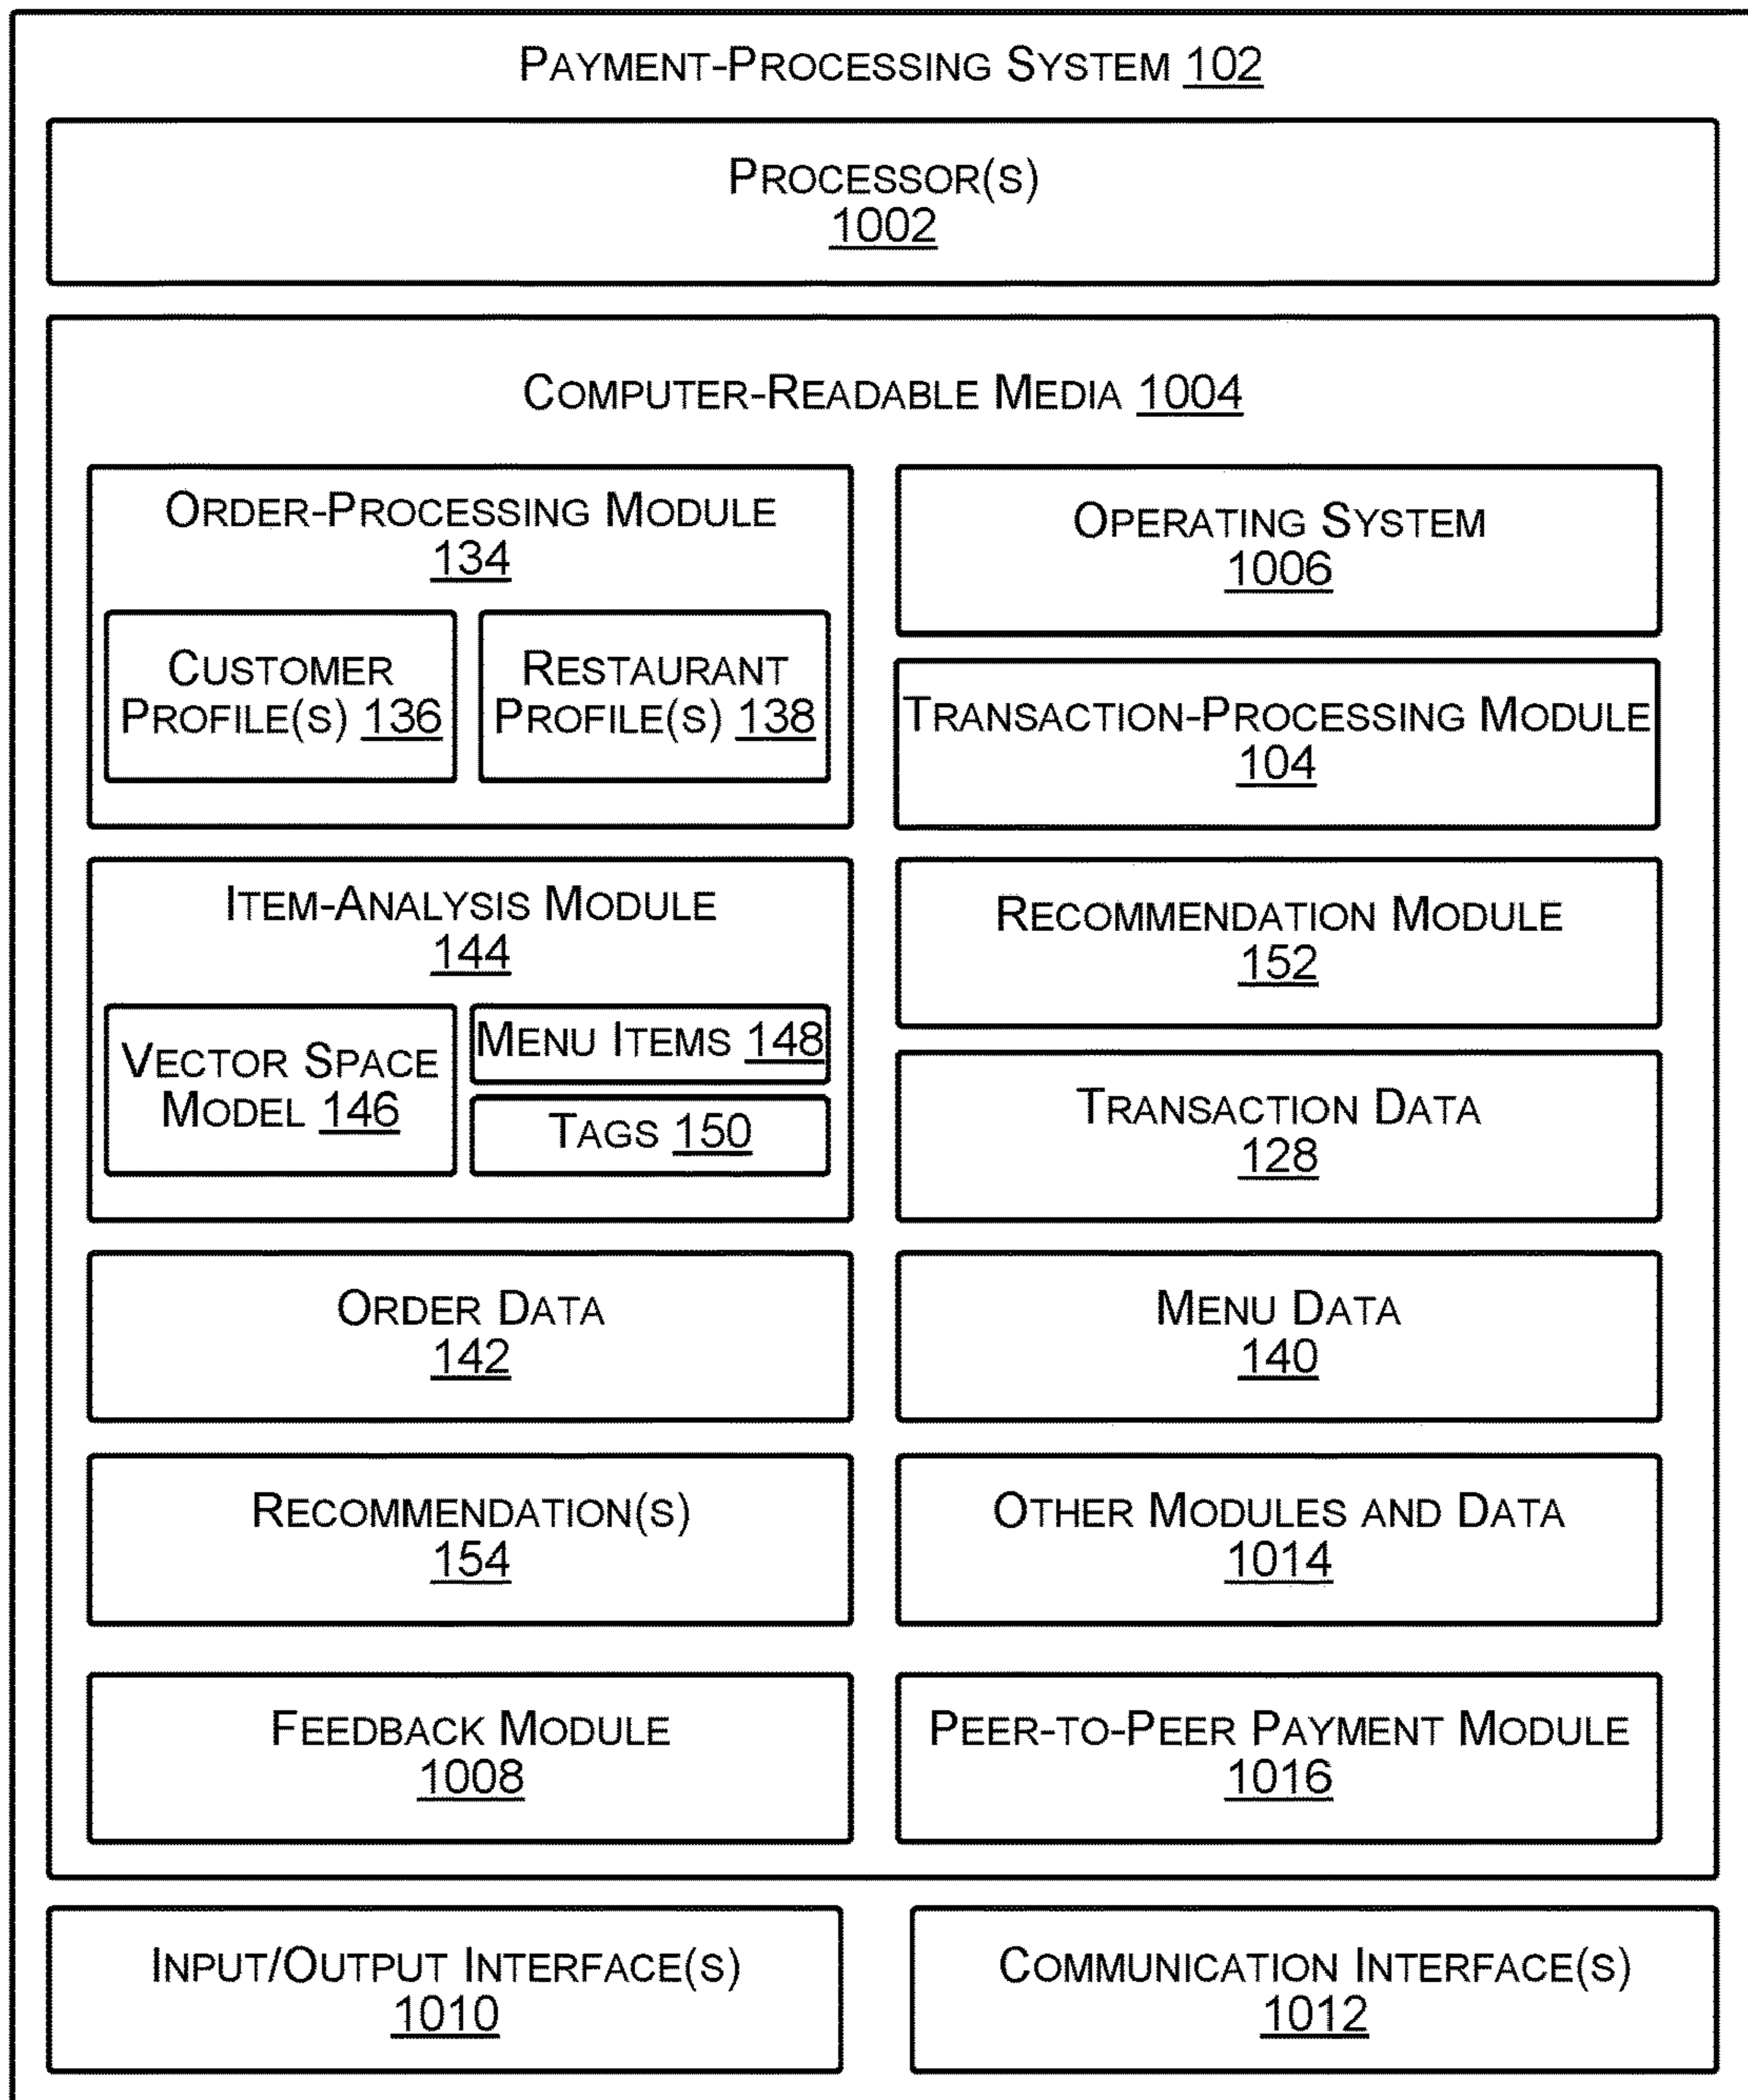 PAYMENT-PROCESSING SYSTEM 102
PROCESSOR(S)
1002
COMPUTER-READABLE MEDIA 1004
ORDER-PROCESSING MODULE
134
CUSTOMER
PROFILE(S) 136
RESTAURANT
PROFILE(S) 138
OPERATING SYSTEM
1006
TRANSACTION-PROCESSING MODULE
104
ITEM-ANALYSIS MODULE
144
VECTOR SPACE
MODEL 146
MENU ITEMS 148
TAGS 150
RECOMMENDATION MODULE
152
TRANSACTION DATA
128
ORDER DATA
142
MENU DATA
140
RECOMMENDATION(S)
154
OTHER MODULES AND DATA
1014
FEEDBACK MODULE
1008
PEER-TO-PEER PAYMENT MODULE
1016
INPUT/OUTPUT INTERFACE(S)
1010
COMMUNICATION INTERFACE(S)
1012